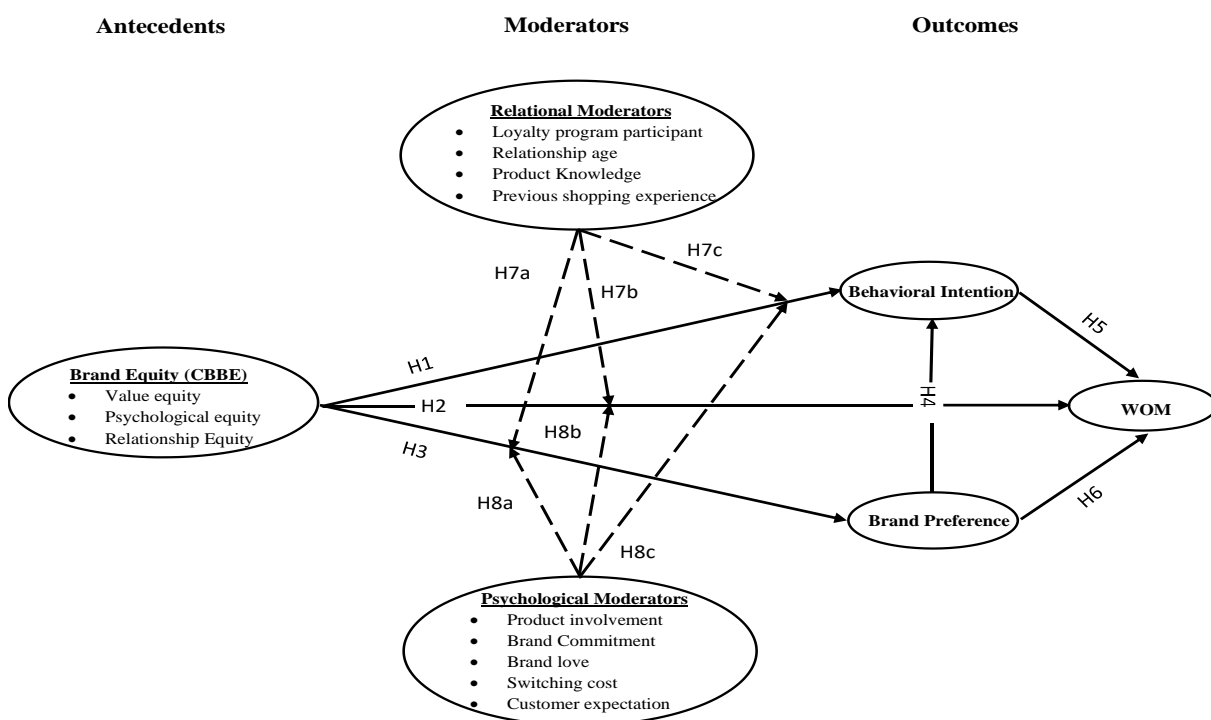 Antecedents
Moderators
Outcomes
Relational Moderators
• Loyalty program participant
• Relationship age
• Product Knowledge
• Previous shopping experience
H7a
H7b
H7c
Behavioral Intention
H5
H1
Brand Equity (CBBE)
• Value equity
• Psychological equity
• Relationship Equity
H2
H4
WOM
H3
H8b
H8a
H6
Brand Preference
H8c
Psychological Moderators
• Product involvement
• Brand Commitment
• Brand love
• Switching cost
• Customer expectation